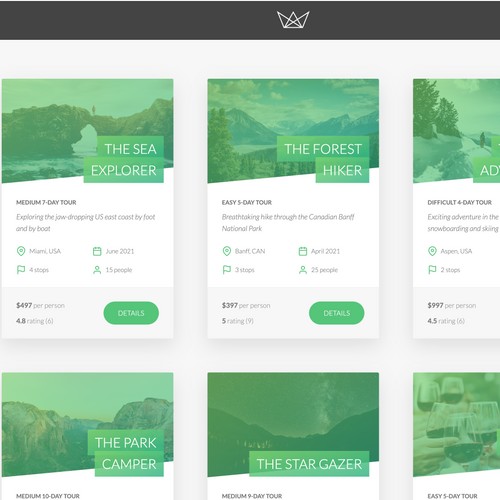 THE SEA
EXPLORER
MEDIUM 7-DAY TOUR
Exploring the jaw-dropping US east coast by foot
and by boat
Miami, USA
June 2021
4 stops
15 people
$497 per person
4.8 rating (6)
DETAILS
THE FOREST
HIKER
EASY 5-DAY TOUR
Breathtaking hike through the Canadian Banff
National Park
Banff, CAN
April 2021
3 stops
25 people
$397 per person
5 rating (9)
DETAILS
ADV
DIFFICULT 4-DAY TOUR
Exciting adventure in the
snowboarding and skiing
Aspen, USA
2 stops
$997 per person
4.5 rating (6)
THE PARK
CAMPER
MEDIUM 10-DAY TOUR
THE STAR GAZER
MEDIUM 9-DAY TOUR
EASY 5-DAY TOUR